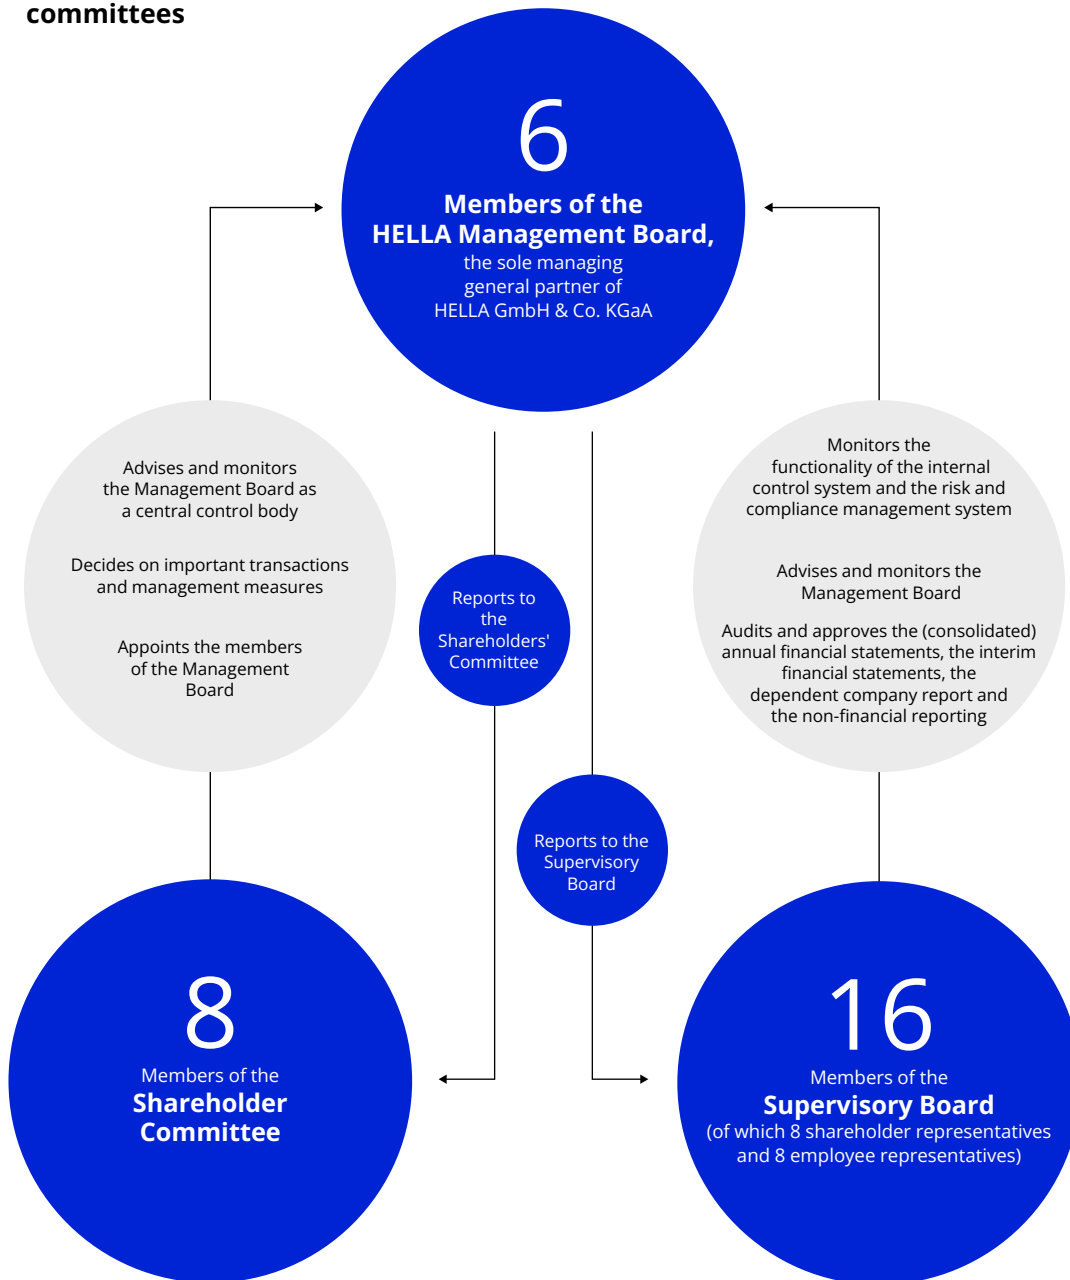 committees
6
Members of the
HELLA Management Board,
the sole managing
general partner of
HELLA GmbH & Co. KGaA
Advises and monitors
the Management Board as
a central control body
Decides on important transactions
and management measures
Appoints the members
of the Management
Board
Reports to
the
Shareholders'
Committee
Reports to the
Supervisory
Board
Monitors the
functionality of the internal
control system and the risk and
compliance management system
Advises and monitors the
Management Board
Audits and approves the (consolidated)
annual financial statements, the interim
financial statements, the
dependent company report and
the non-financial reporting
8
Members of the
Shareholder
Committee
16
Members of the
Supervisory Board
(of which 8 shareholder representatives
and 8 employee representatives)